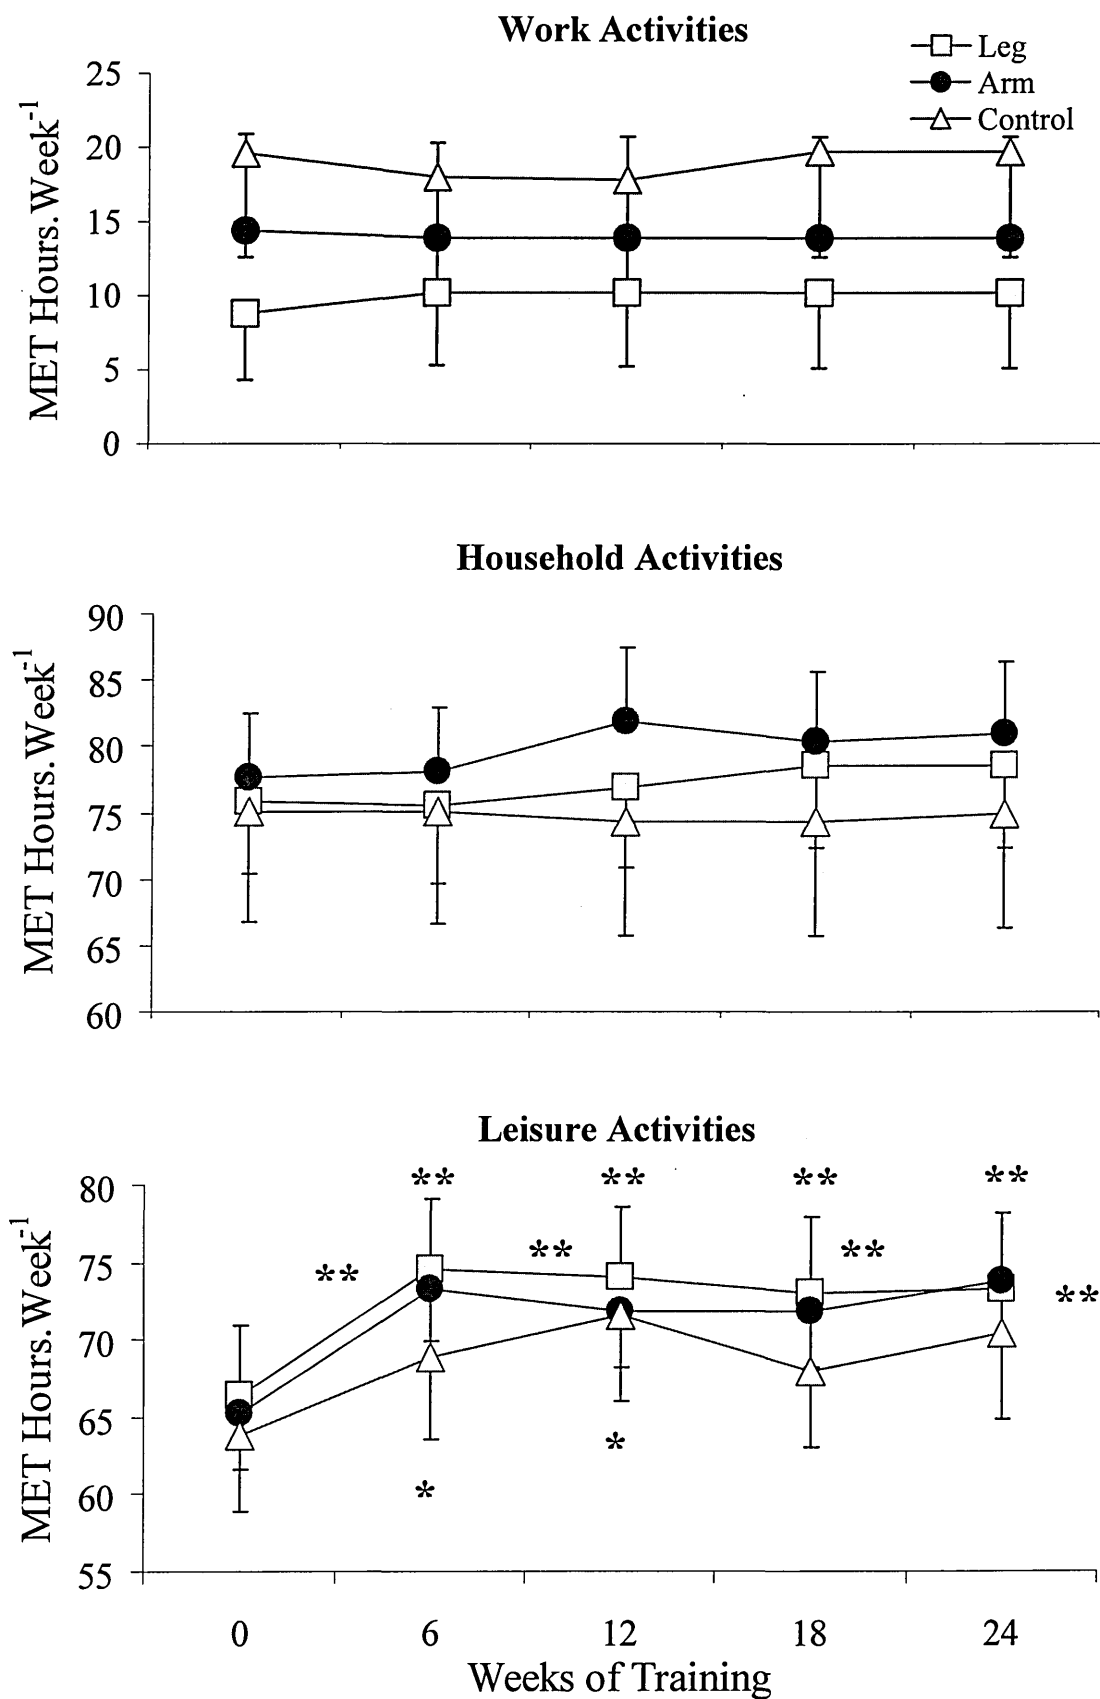 Work Activities
Leg
Arm
Control
MET Hours.Week-1
25
20
15
10
5
0
Household Activities
MET Hours.Week-1
90
85
80
75
70
65
60
Leisure Activities
MET Hours.Week-1
80
75
70
65
60
55
** ** ** **
** ** **
**
*
*
0 6 12 18 24
Weeks of Training